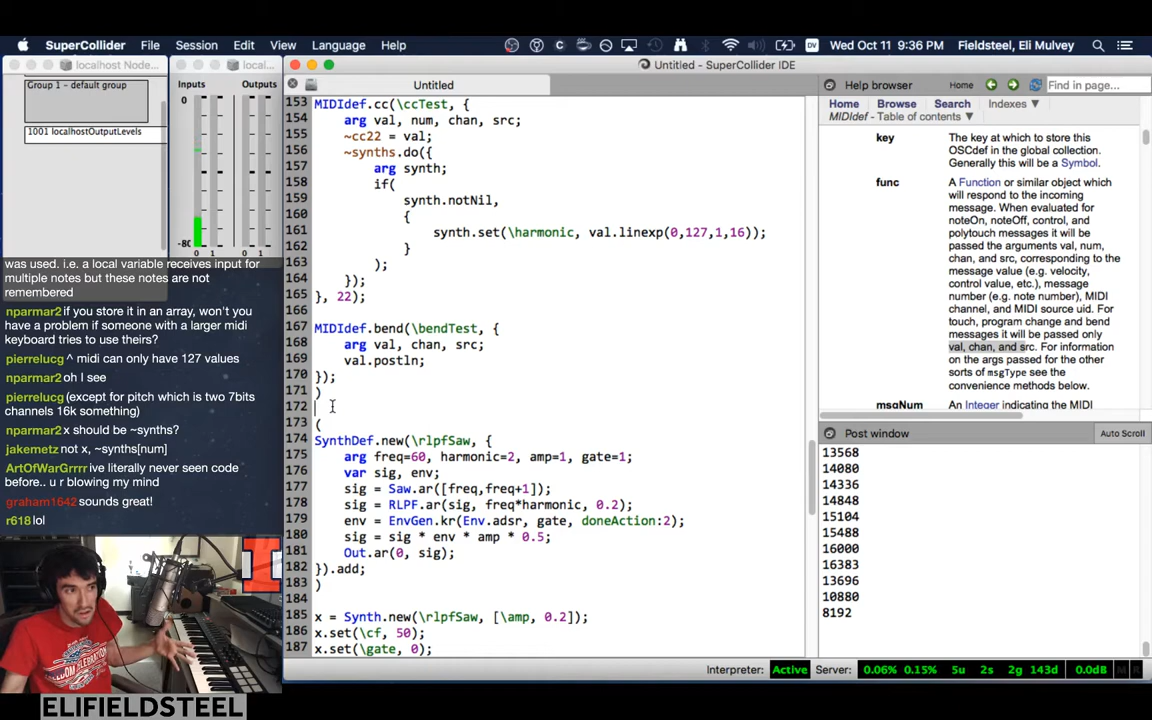 SuperCollider File Session Edit View Language Help Wed Oct 11 9:36 PM Fieldsteel, Eli Mulvey
localhost Node...
Group 1 - default group
1001 localhostOutputLevels
local...
Inputs Outputs
0
-80
0 1 0 1
was used. i.e. a local variable receives input for
multiple notes but these notes are not
remembered
nparmar2 if you store it in an array, won't you
have a problem if someone with a larger midi
keyboard tries to use theirs?
pierrelucg ^ midi can only have 127 values
nparmar2 oh I see
pierrelucg (except for pitch which is two 7bits
channels 16k something)
nparmar2 x should be ~synths?
jakemetz not x, ~synths[num]
ArtOfWarGrrrr ive literally never seen code
before.. u r blowing my mind
graham1642 sounds great!
r618 lol
ELIFIELDSTEEL
Untitled - SuperCollider IDE
Untitled
153 MIDIdef.cc(\ccTest, {
154 arg val, num, chan, src;
155 ~cc22 = val;
156 ~synths.do({
157 arg synth;
158 if(
159 synth.notNil,
160 {
161 synth.set(\harmonic, val.linexp(0,127,1,16));
162 }
163 );
164 });
165 }, 22);
166
167 MIDIdef.bend(\bendTest, {
168 arg val, chan, src;
169 val.postln;
170 });
171 )
172
173 (
174 SynthDef.new(\rlpfSaw, {
175 arg freq=60, harmonic=2, amp=1, gate=1;
176 var sig, env;
177 sig = Saw.ar([freq,freq+1]);
178 sig = RLPF.ar(sig, freq*harmonic, 0.2);
179 env = EnvGen.kr(Env.adsr, gate, doneAction:2);
180 sig = sig * env * amp * 0.5;
181 Out.ar(0, sig);
182 }).add;
183 )
184
185 x = Synth.new(\rlpfSaw, [\amp, 0.2]);
186 x.set(\cf, 50);
187 x.set(\gate, 0);
Help browser Home Find in page...
Home Browse Search Indexes ▼
MIDIdef - Table of contents ▼
key The key at which to store this
OSCdef in the global collection.
Generally this will be a Symbol.
func A Function or similar object which
will respond to the incoming
message. When evaluated for
noteOn, noteOff, control, and
polytouch messages it will be
passed the arguments val, num,
chan, and src, corresponding to
the message value (e.g. velocity,
control value, etc.), message
number (e.g. note number), MIDI
channel, and MIDI source uid. For
touch, program change and bend
messages it will be passed only
val, chan, and src. For information
on the args passed for the other
sorts of msgType see the
convenience methods below.
msgNum An Integer indicating the MIDI
Post window Auto Scroll
13568
14080
14336
14848
15104
15488
16000
16383
13696
10880
8192
Interpreter: Active Server: 0.06% 0.15% 5u 2s 2g 143d 0.0dB M R